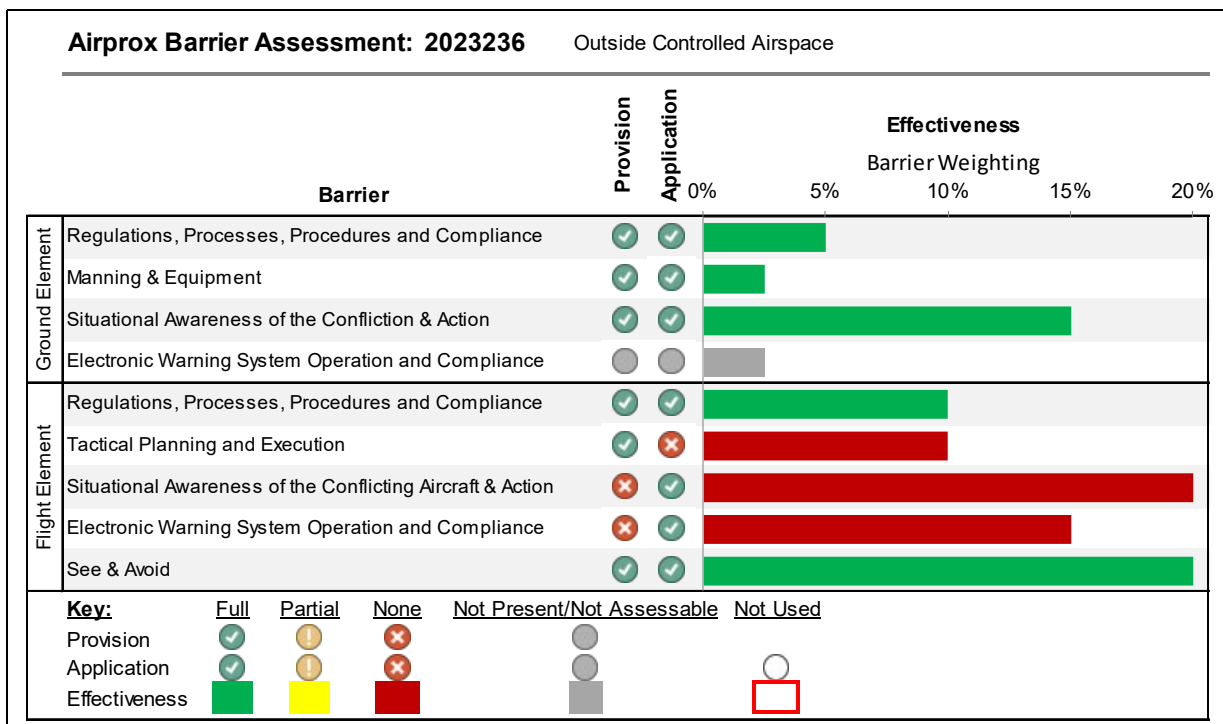 Airprox Barrier Assessment: 2023236 Outside Controlled Airspace
Barrier
Provision
Application
Effectiveness
Barrier Weighting
0% 5% 10% 15% 20%
Ground Element
Regulations, Processes, Procedures and Compliance
Manning & Equipment
Situational Awareness of the Confliction & Action
Electronic Warning System Operation and Compliance
Flight Element
Regulations, Processes, Procedures and Compliance
Tactical Planning and Execution
Situational Awareness of the Conflicting Aircraft & Action
Electronic Warning System Operation and Compliance
See & Avoid
Key: Full Partial None Not Present/Not Assessable Not Used
Provision
Application
Effectiveness